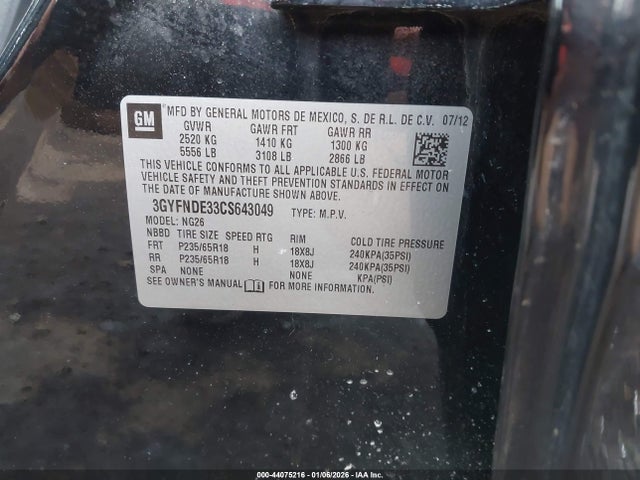 GM
MFD BY GENERAL MOTORS DE MEXICO, S. DE R.L. DE C.V. 07/12
GVWR GAWR FRT GAWR RR
2520 KG 1410 KG 1300 KG
5556 LB 3108 LB 2866 LB
THIS VEHICLE CONFORMS TO ALL APPLICABLE U.S. FEDERAL MOTOR
VEHICLE SAFETY AND THEFT PREVENTION STANDARDS IN EFFECT ON THE
DATE OF MANUFACTURE SHOWN ABOVE.
3GYFNDE33CS643049 TYPE: M.P.V.
MODEL: NG26
NBBD TIRE SIZE SPEED RTG RIM COLD TIRE PRESSURE
FRT P235/65R18 H 18X8J 240KPA(35PSI)
RR P235/65R18 H 18X8J 240KPA(35PSI)
SPA NONE NONE KPA(PSI)
SEE OWNER'S MANUAL FOR MORE INFORMATION.
000-44075216 | 01/06/2026 | IAA Inc.